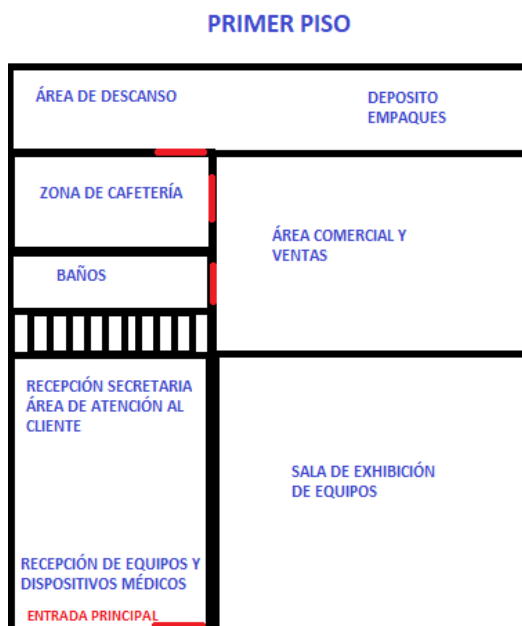 PRIMER PISO
ÁREA DE DESCANSO
DEPOSITO
EMPAQUES
ZONA DE CAFETERÍA
ÁREA COMERCIAL Y
VENTAS
BAÑOS
RECEPCIÓN SECRETARIA
ÁREA DE ATENCIÓN AL
CLIENTE
SALA DE EXHIBICIÓN
DE EQUIPOS
RECEPCIÓN DE EQUIPOS Y
DISPOSITIVOS MÉDICOS
ENTRADA PRINCIPAL